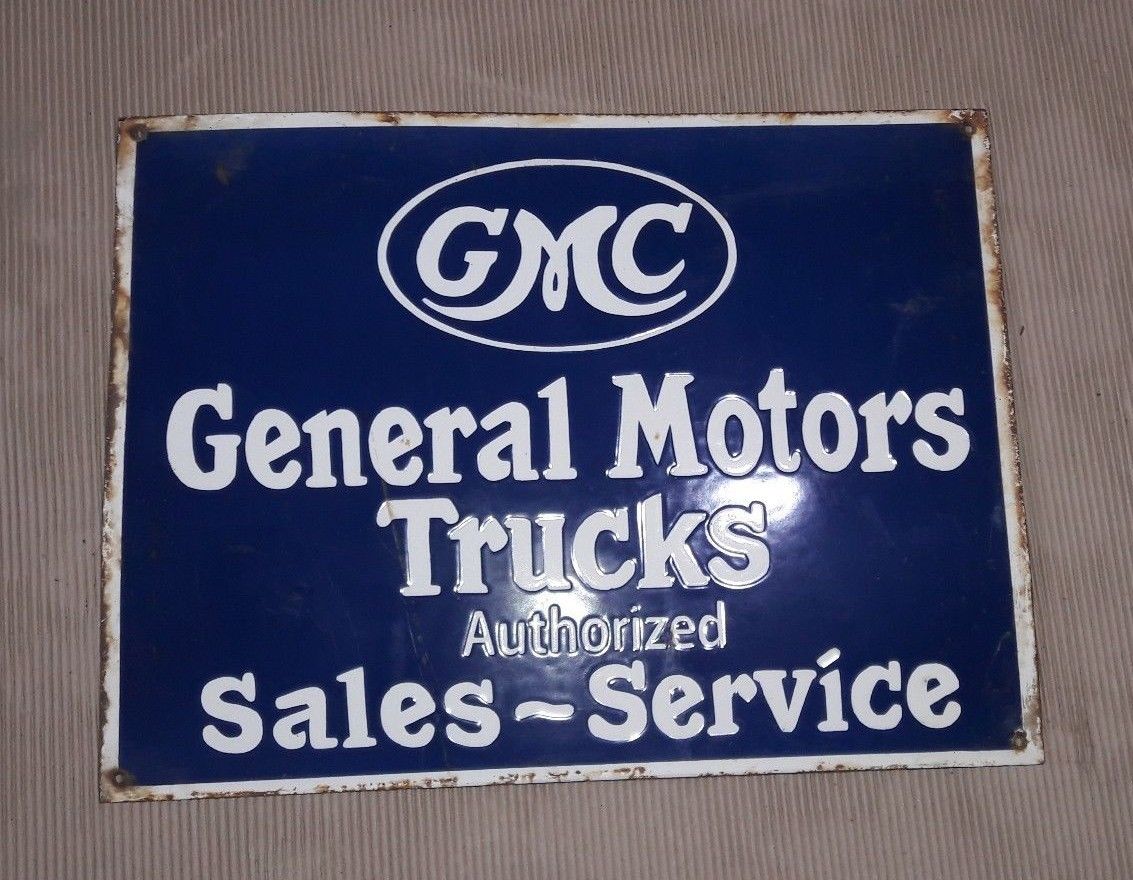 GMC
General Motors
Trucks
Authorized
Sales ~ Service